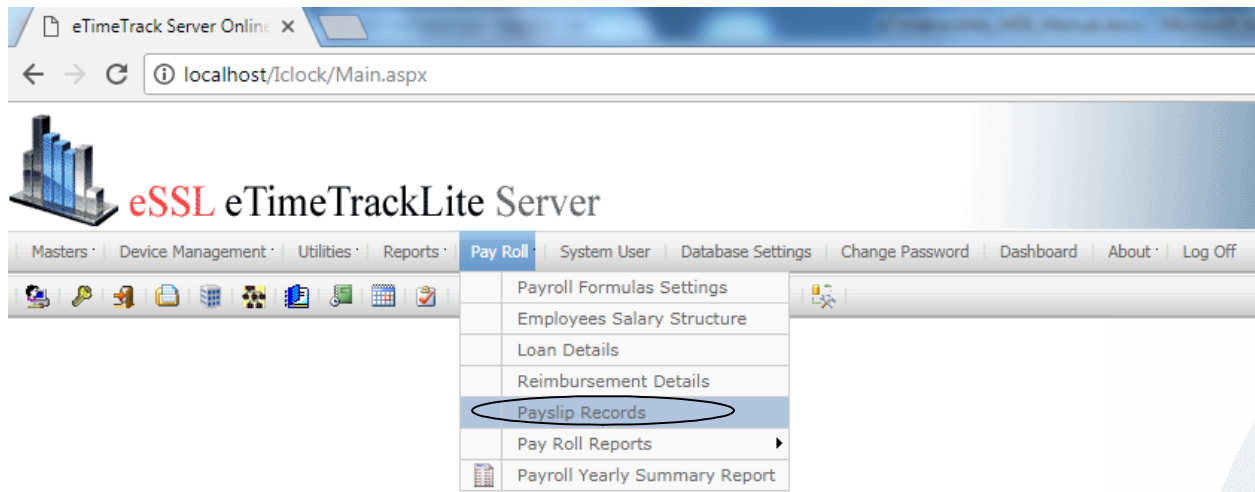 eTimeTrack Server Online
localhost/Iclock/Main.aspx
eSSL eTimeTrackLite Server
Masters Device Management Utilities Reports Pay Roll System User Database Settings Change Password Dashboard About Log Off
Payroll Formulas Settings
Employees Salary Structure
Loan Details
Reimbursement Details
Payslip Records
Pay Roll Reports
Payroll Yearly Summary Report